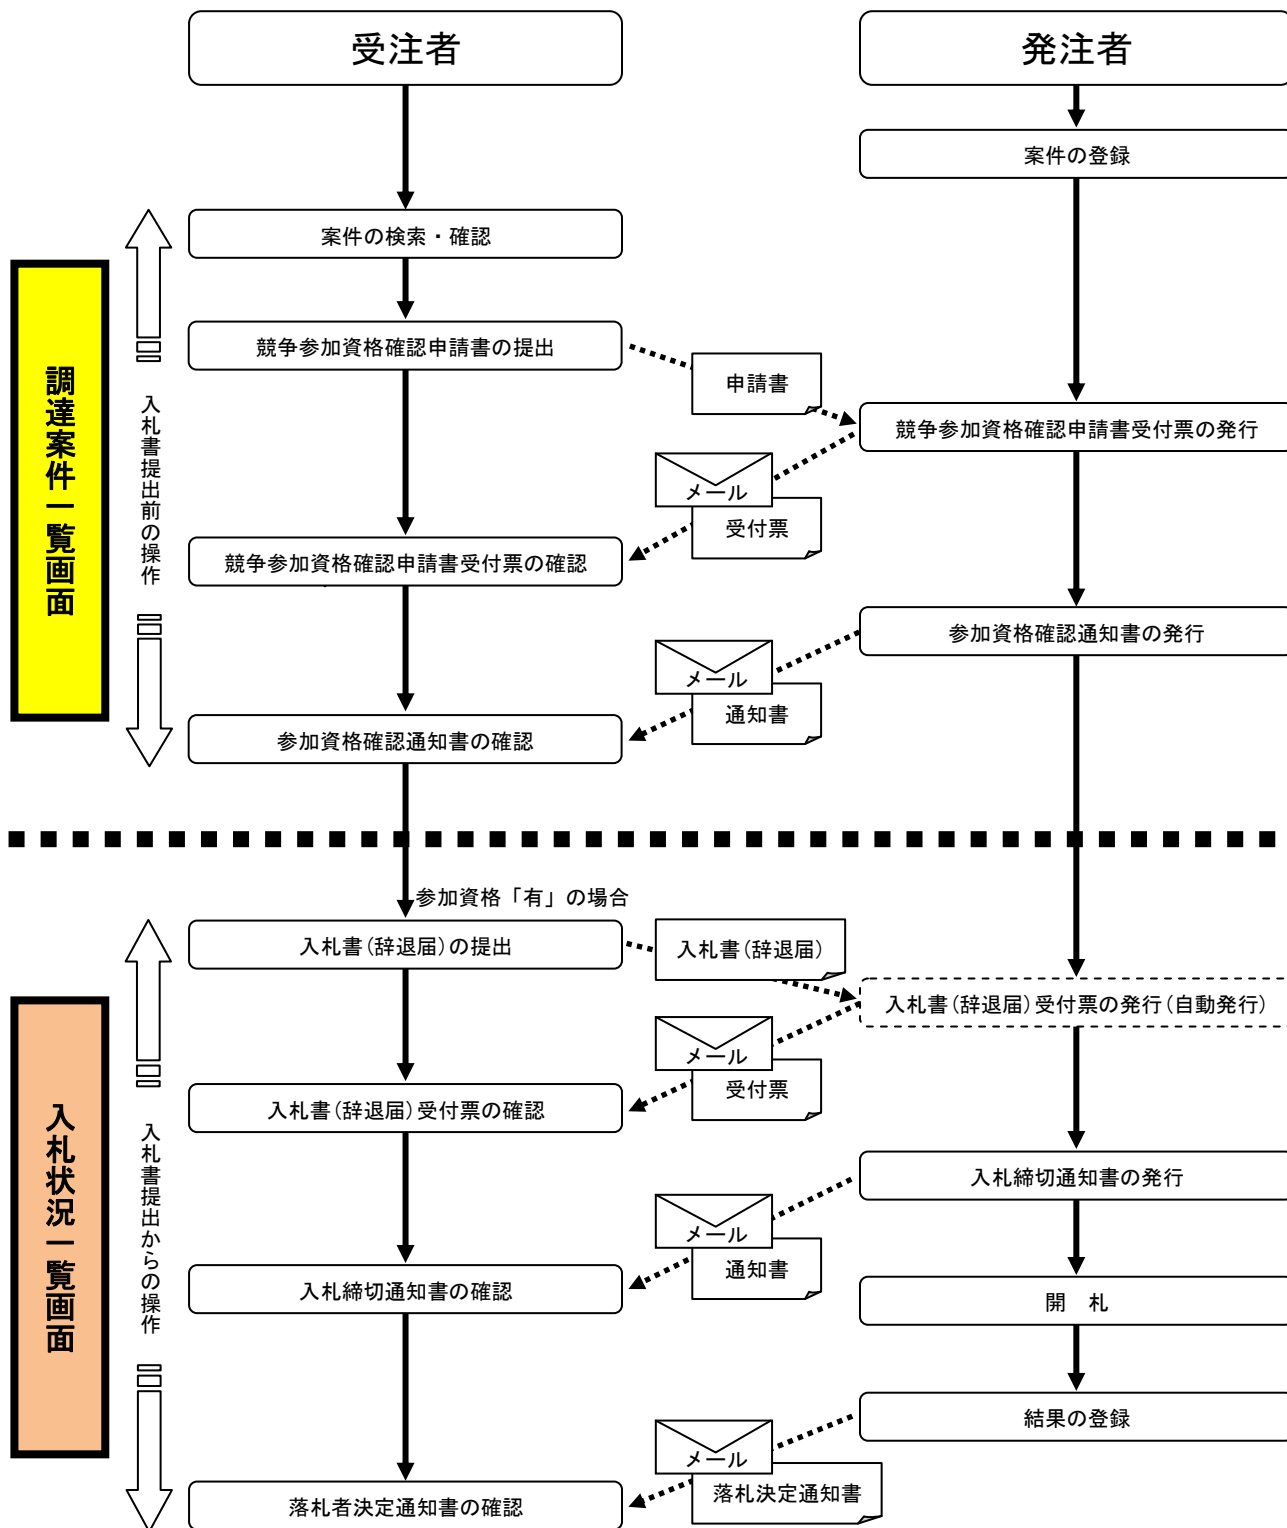 受注者
発注者
案件の登録
案件の検索・確認
競争参加資格確認申請書の提出
申請書
競争参加資格確認申請書受付票の発行
メール
受付票
競争参加資格確認申請書受付票の確認
参加資格確認通知書の発行
メール
通知書
参加資格確認通知書の確認
調達案件一覧画面
入札書提出前の操作
参加資格「有」の場合
入札書(辞退届)の提出
入札書(辞退届)
入札書(辞退届)受付票の発行(自動発行)
メール
受付票
入札書(辞退届)受付票の確認
入札締切通知書の発行
メール
通知書
入札締切通知書の確認
開 札
結果の登録
メール
落札決定通知書
落札者決定通知書の確認
入札状況一覧画面
入札書提出からの操作